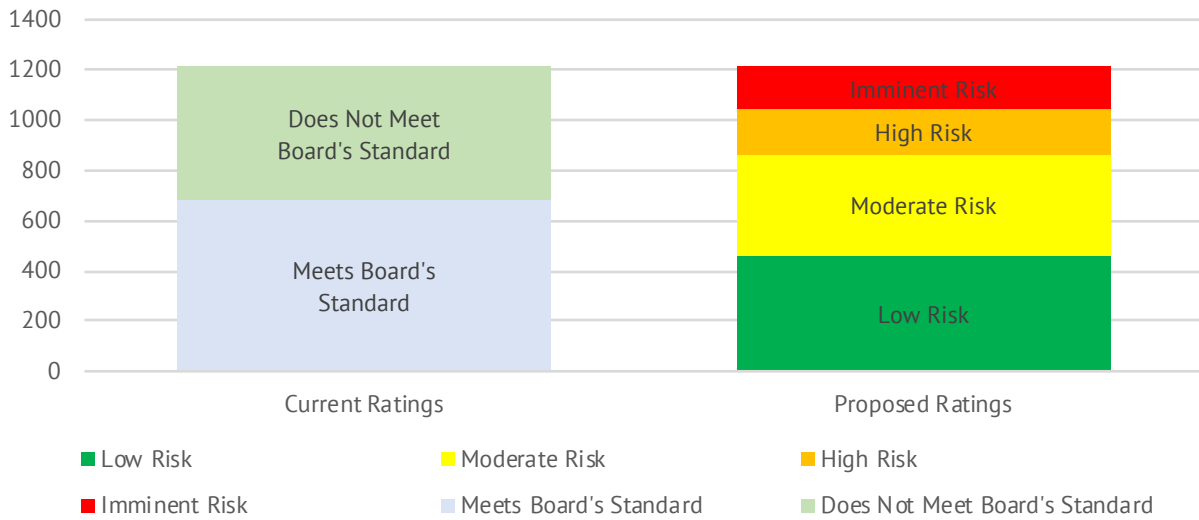 1400
1200
1000
800
600
400
200
0
Does Not Meet
Board's Standard
Meets Board's
Standard
Imminent Risk
High Risk
Moderate Risk
Low Risk
Current Ratings
Proposed Ratings
Low Risk
Moderate Risk
High Risk
Imminent Risk
Meets Board's Standard
Does Not Meet Board's Standard